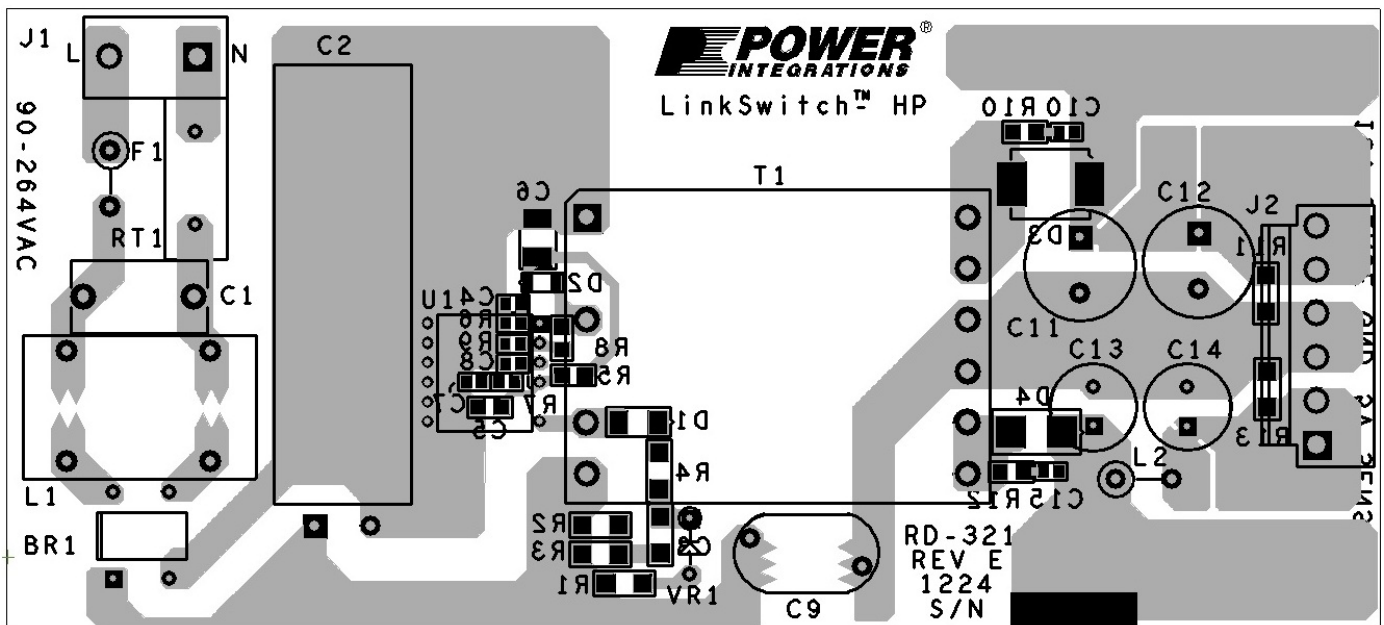 J1
L
N
C2
POWER®
INTEGRATIONS
LinkSwitch™ HP
R10
C10
90-264VAC
F1
T1
C6
C12
J2
D3
R11
RT1
C1
D2
U1
C4
R6
R9
C8
R8
R5
C11
C13
C14
C7
R7
C5
D1
D4
R4
R13
L2
L1
R12
C15
BR1
R2
R3
R1
C3
VR1
C9
RD-321
REV E
1224
S/N